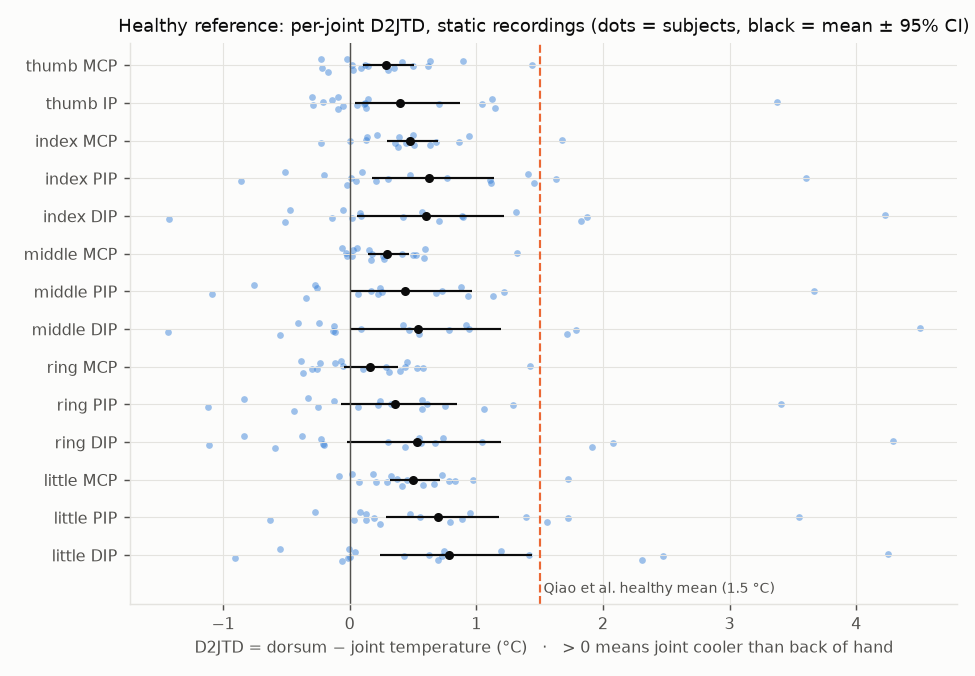 Healthy reference: per-joint D2JTD, static recordings (dots = subjects, black = mean ± 95% CI)
thumb MCP
thumb IP
index MCP
index PIP
index DIP
middle MCP
middle PIP
middle DIP
ring MCP
ring PIP
ring DIP
little MCP
little PIP
little DIP
Qiao et al. healthy mean (1.5 °C)
−1 0 1 2 3 4
D2JTD = dorsum − joint temperature (°C) · > 0 means joint cooler than back of hand